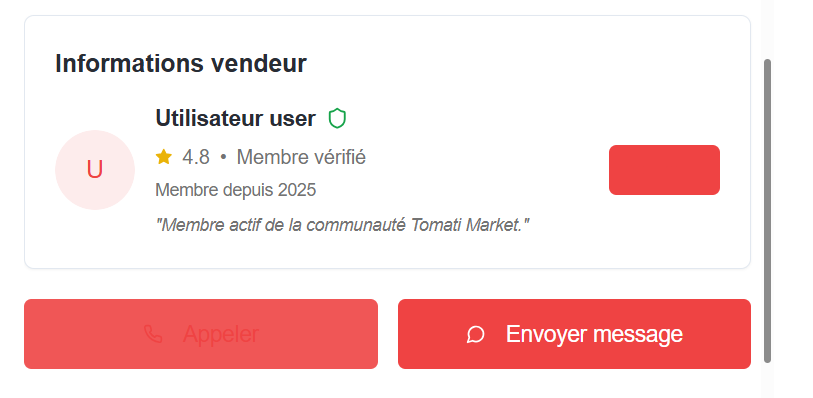 Informations vendeur
Utilisateur user
U
4.8 • Membre vérifié
Membre depuis 2025
"Membre actif de la communauté Tomati Market."
Appeler
Envoyer message